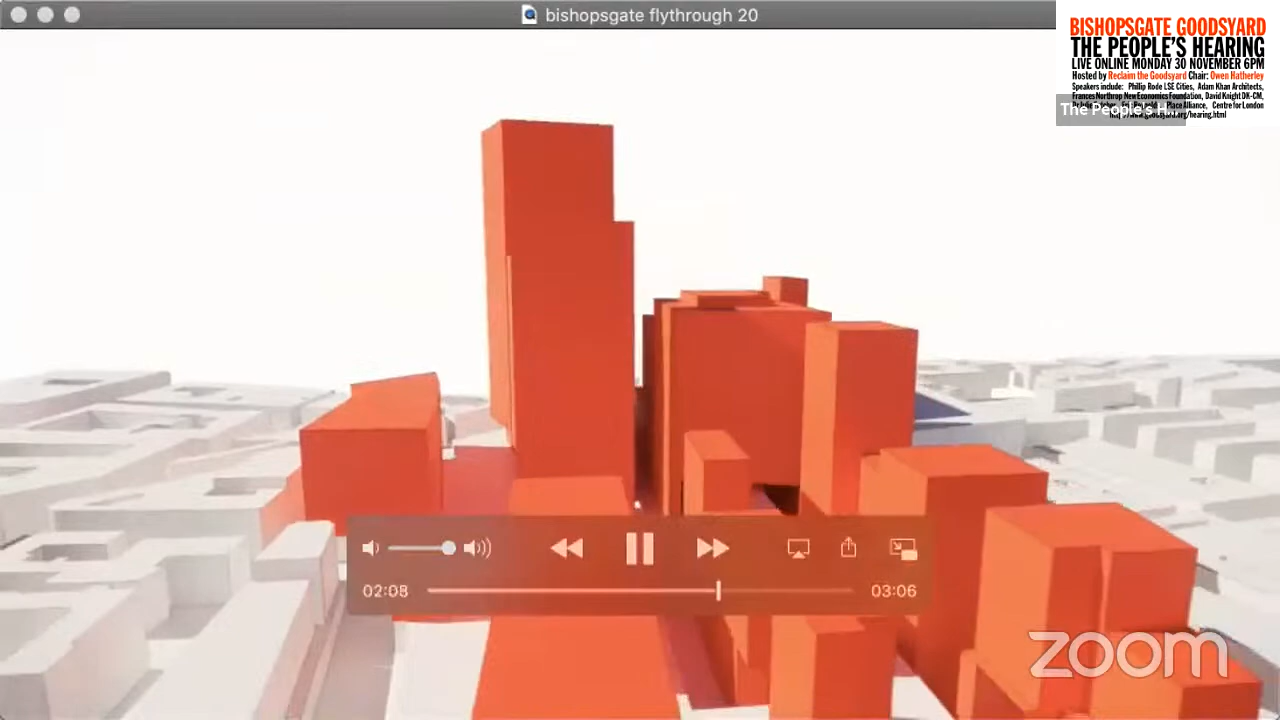 bishopsgate flythrough 20
BISHOPSGATE GOODSYARD
THE PEOPLE'S HEARING
LIVE ONLINE MONDAY 30 NOVEMBER 6PM
Hosted by Reclaim the Goodsyard Chair: Owen Hatherley
Speakers include: Phillip Rode LSE Cities, Adam Khan Architects,
Frances Northrop New Economics Foundation, David Knight DK-CM,
Place Alliance, Centre for London
The People's H...
02:08
03:06
zoom